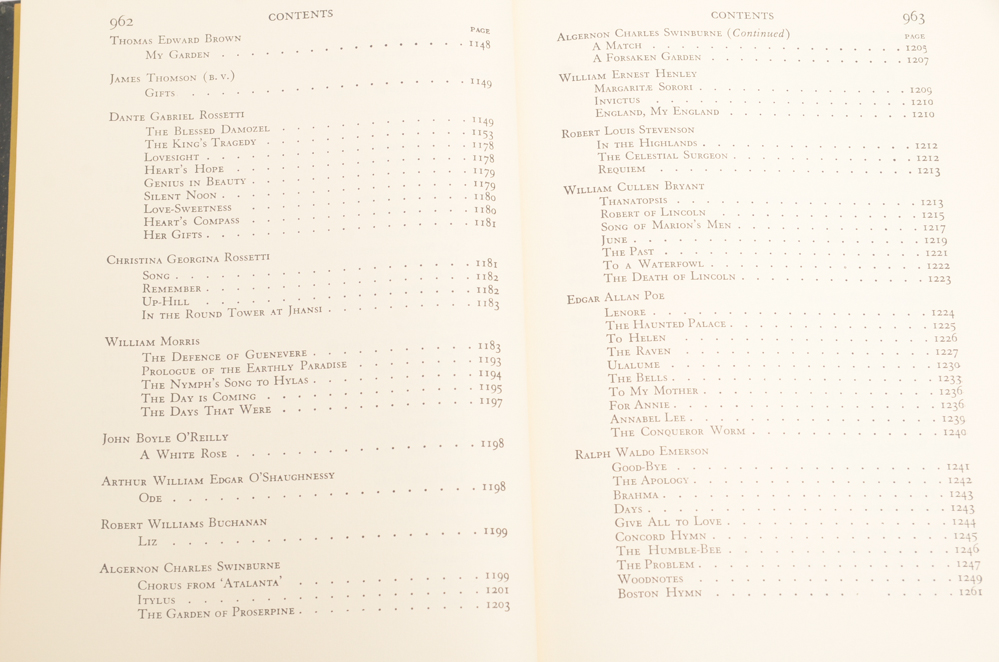 962
CONTENTS
PAGE
THOMAS EDWARD BROWN
MY GARDEN . . . . . . . . . . . . . . . . 1148
JAMES THOMSON (B. V.)
GIFTS . . . . . . . . . . . . . . . . 1149
DANTE GABRIEL ROSSETTI
THE BLESSED DAMOZEL . . . . . . . . . . . . 1149
THE KING'S TRAGEDY . . . . . . . . . . . . 1153
LOVESIGHT . . . . . . . . . . . . . . . . 1178
HEART'S HOPE . . . . . . . . . . . . . . . 1178
GENIUS IN BEAUTY . . . . . . . . . . . . . 1179
SILENT NOON . . . . . . . . . . . . . . . 1179
LOVE-SWEETNESS . . . . . . . . . . . . . . 1180
HEART'S COMPASS . . . . . . . . . . . . . 1180
HER GIFTS . . . . . . . . . . . . . . . . 1181
CHRISTINA GEORGINA ROSSETTI
SONG . . . . . . . . . . . . . . . . 1181
REMEMBER . . . . . . . . . . . . . . . . 1182
UP-HILL . . . . . . . . . . . . . . . . 1182
IN THE ROUND TOWER AT JHANSI . . . . . . . . . 1183
WILLIAM MORRIS
THE DEFENCE OF GUENEVERE . . . . . . . . . . 1183
PROLOGUE OF THE EARTHLY PARADISE . . . . . . . 1193
THE NYMPH'S SONG TO HYLAS . . . . . . . . . . 1194
THE DAY IS COMING . . . . . . . . . . . . . 1195
THE DAYS THAT WERE . . . . . . . . . . . . 1197
JOHN BOYLE O'REILLY
A WHITE ROSE . . . . . . . . . . . . . . . 1198
ARTHUR WILLIAM EDGAR O'SHAUGHNESSY
ODE . . . . . . . . . . . . . . . . 1198
ROBERT WILLIAMS BUCHANAN
LIZ . . . . . . . . . . . . . . . . 1199
ALGERNON CHARLES SWINBURNE
CHORUS FROM 'ATALANTA' . . . . . . . . . . . 1199
ITYLUS . . . . . . . . . . . . . . . . 1201
THE GARDEN OF PROSERPINE . . . . . . . . . . 1203
CONTENTS
963
PAGE
ALGERNON CHARLES SWINBURNE (Continued)
A MATCH . . . . . . . . . . . . . . . . 1205
A FORSAKEN GARDEN . . . . . . . . . . . . . 1207
WILLIAM ERNEST HENLEY
MARGARITÆ SORORI . . . . . . . . . . . . . 1209
INVICTUS . . . . . . . . . . . . . . . . 1210
ENGLAND, MY ENGLAND . . . . . . . . . . . . 1210
ROBERT LOUIS STEVENSON
IN THE HIGHLANDS . . . . . . . . . . . . . 1212
THE CELESTIAL SURGEON . . . . . . . . . . . 1212
REQUIEM . . . . . . . . . . . . . . . . 1213
WILLIAM CULLEN BRYANT
THANATOPSIS . . . . . . . . . . . . . . . 1213
ROBERT OF LINCOLN . . . . . . . . . . . . . 1215
SONG OF MARION'S MEN . . . . . . . . . . . . 1217
JUNE . . . . . . . . . . . . . . . . 1219
THE PAST . . . . . . . . . . . . . . . . 1221
TO A WATERFOWL . . . . . . . . . . . . . . 1222
THE DEATH OF LINCOLN . . . . . . . . . . . . 1223
EDGAR ALLAN POE
LENORE . . . . . . . . . . . . . . . . 1224
THE HAUNTED PALACE . . . . . . . . . . . . . 1225
TO HELEN . . . . . . . . . . . . . . . . 1226
THE RAVEN . . . . . . . . . . . . . . . . 1227
ULALUME . . . . . . . . . . . . . . . . 1230
THE BELLS . . . . . . . . . . . . . . . . 1233
TO MY MOTHER . . . . . . . . . . . . . . . 1236
FOR ANNIE . . . . . . . . . . . . . . . . 1236
ANNABEL LEE . . . . . . . . . . . . . . . 1239
THE CONQUEROR WORM . . . . . . . . . . . . . 1240
RALPH WALDO EMERSON
GOOD-BYE . . . . . . . . . . . . . . . . 1241
THE APOLOGY . . . . . . . . . . . . . . . 1242
BRAHMA . . . . . . . . . . . . . . . . 1243
DAYS . . . . . . . . . . . . . . . . 1243
GIVE ALL TO LOVE . . . . . . . . . . . . . 1244
CONCORD HYMN . . . . . . . . . . . . . . . 1245
THE HUMBLE-BEE . . . . . . . . . . . . . . 1246
THE PROBLEM . . . . . . . . . . . . . . . 1247
WOODNOTES . . . . . . . . . . . . . . . . 1249
BOSTON HYMN . . . . . . . . . . . . . . . 1261